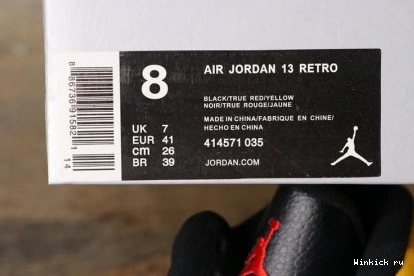 8
AIR JORDAN 13 RETRO
BLACK/TRUE RED/YELLOW
NOIR/TRUE ROUGE/JAUNE
MADE IN CHINA/FABRIQUE EN CHINE/
HECHO EN CHINA
UK 7
EUR 41
cm 26
BR 39
414571 035
JORDAN.COM
14
Winkick ru